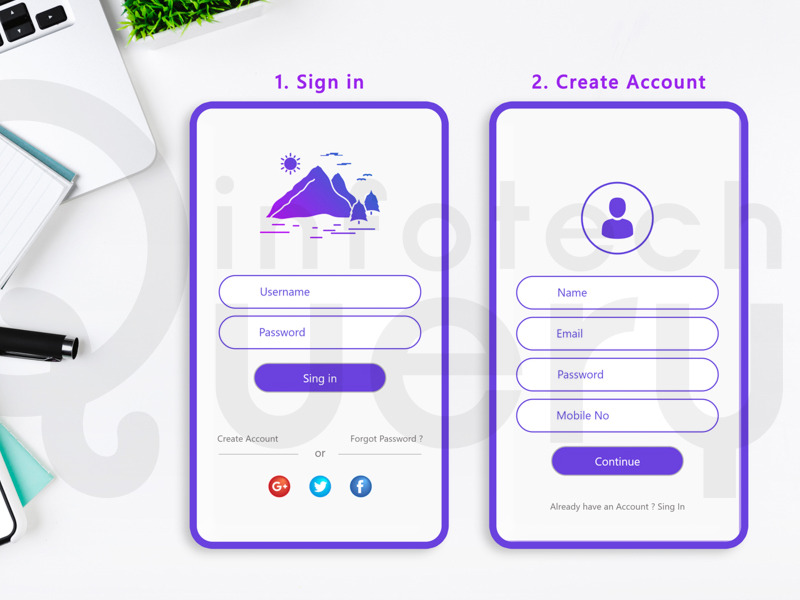 1. Sign in
2. Create Account
infotech
Query
Username
Password
Sing in
Create Account
Forgot Password ?
or
G+
f
Name
Email
Password
Mobile No
Continue
Already have an Account ? Sing In